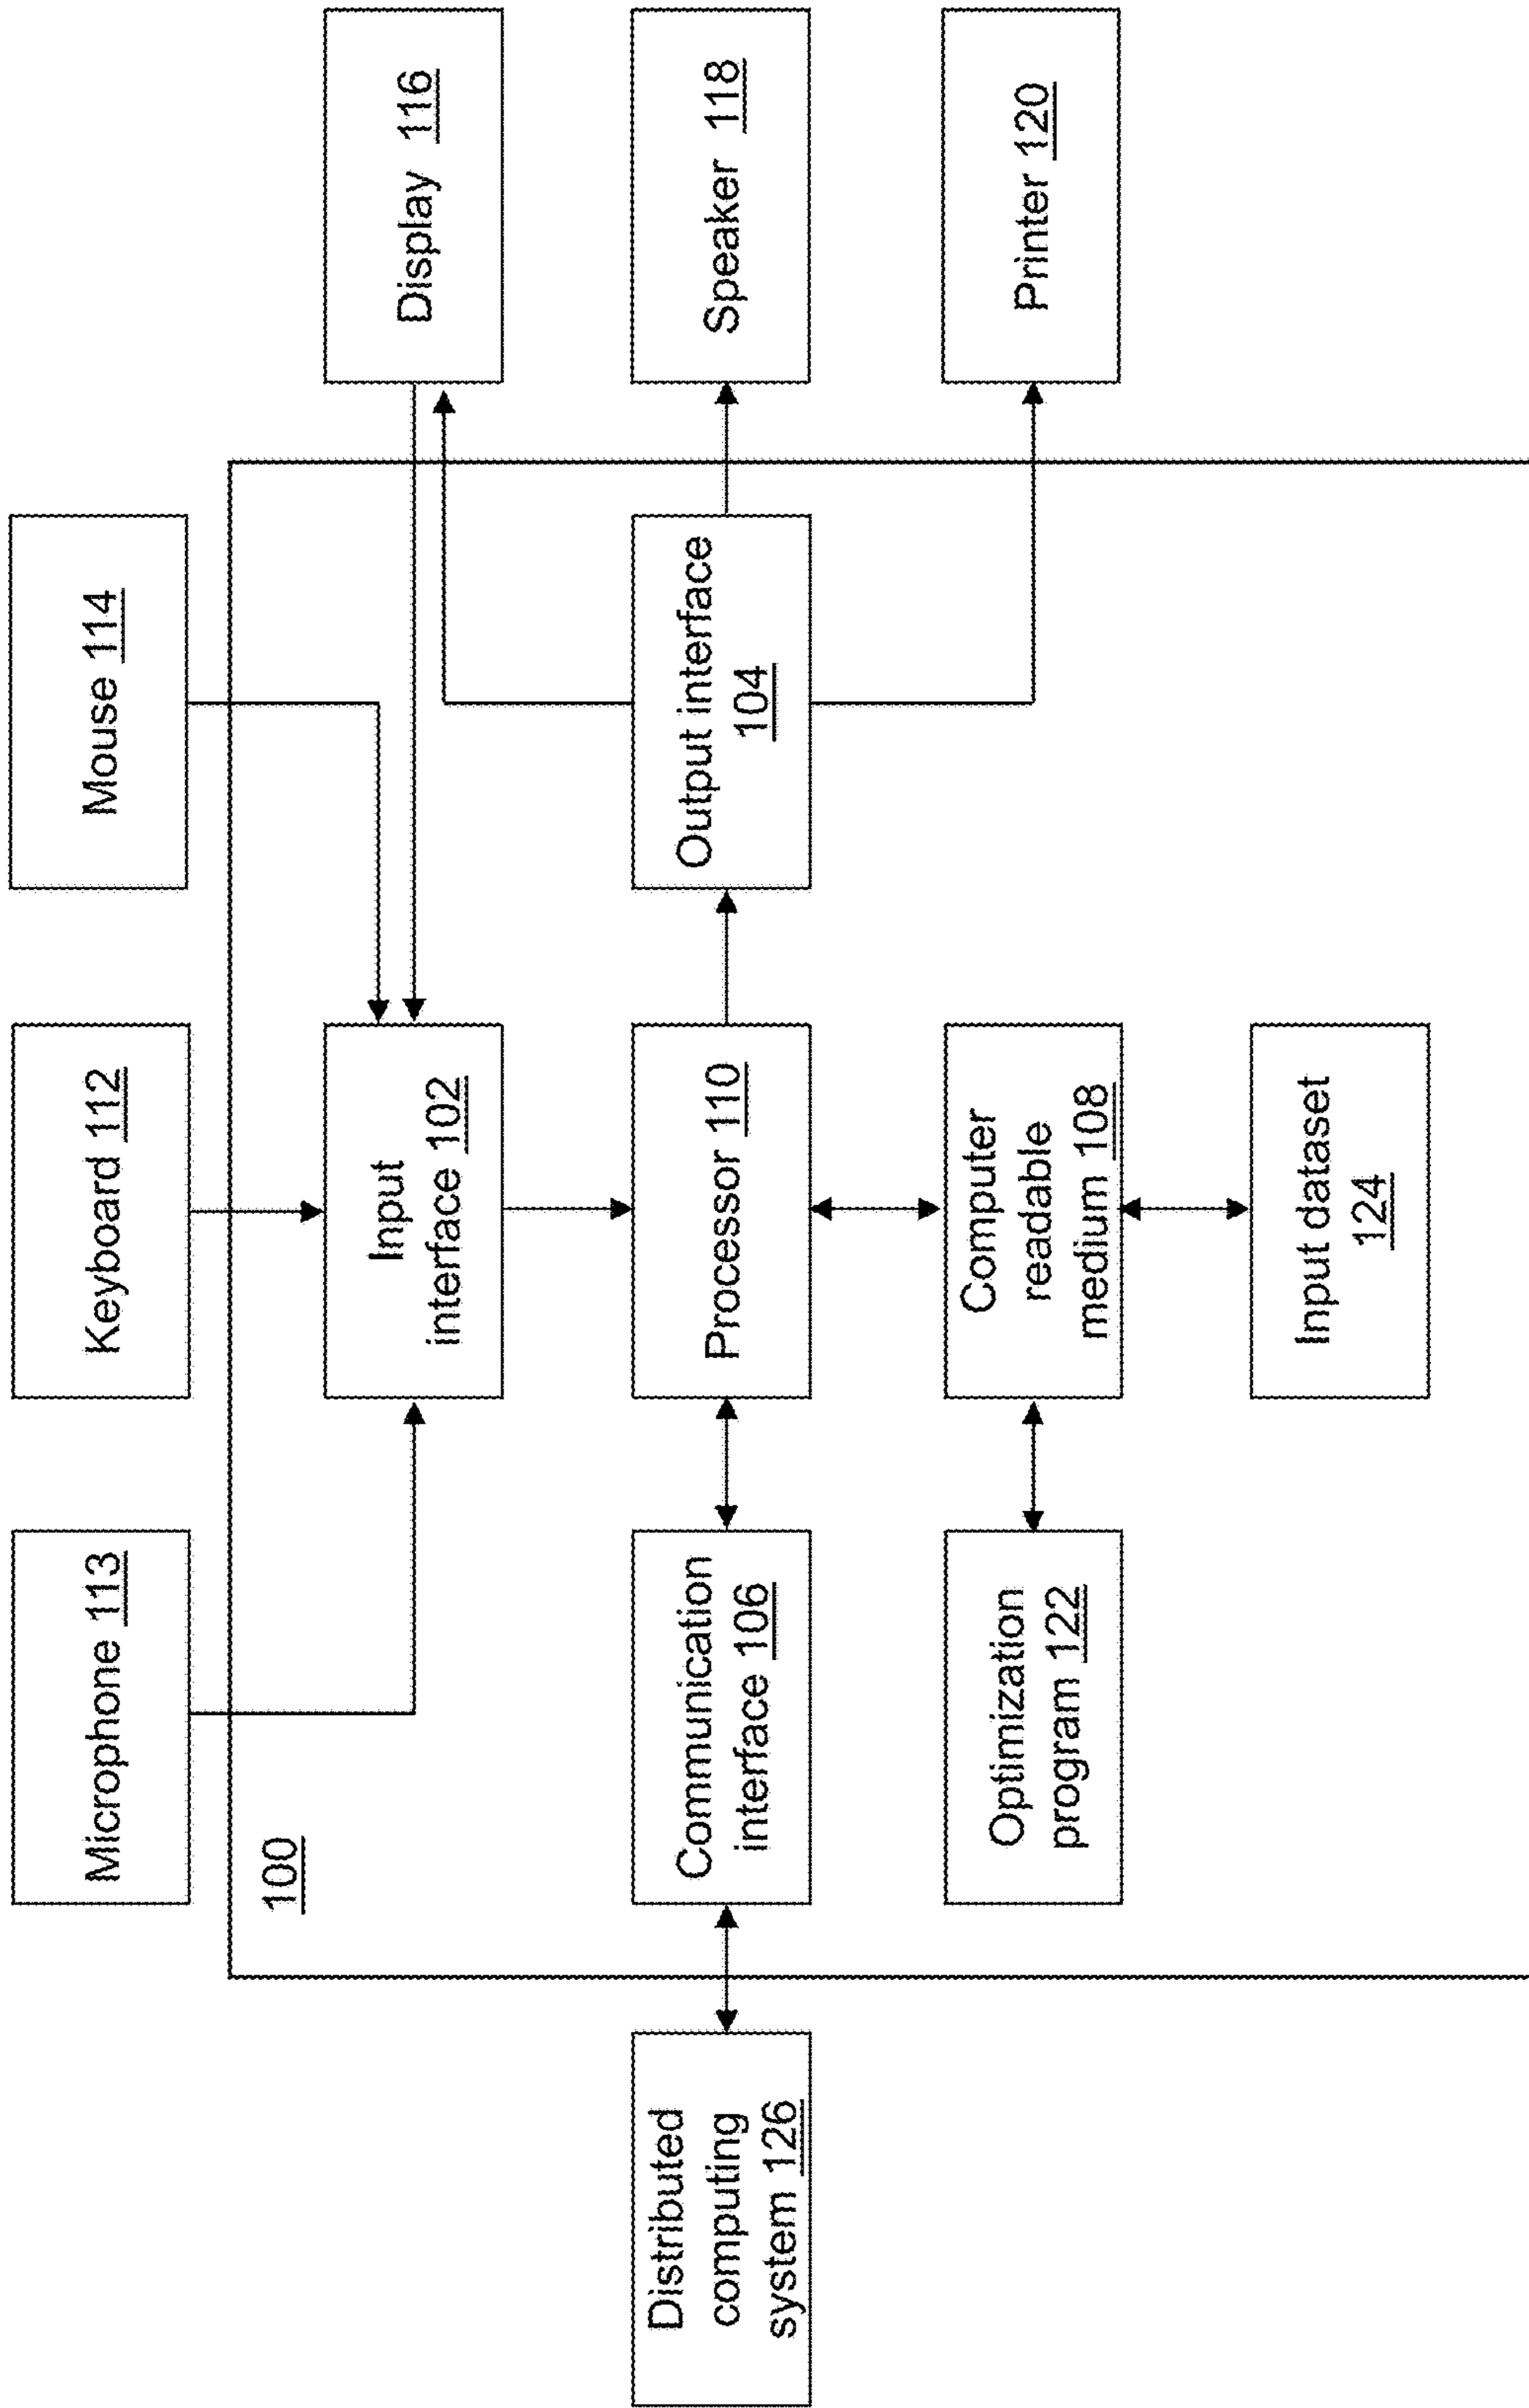 Microphone 113
Keyboard 112
Mouse 114
100
Input
interface 102
Display 116
Distributed
computing
system 126
Communication
interface 106
Processor 110
Output interface
104
Speaker 118
Optimization
program 122
Computer
readable
medium 108
Printer 120
Input dataset
124